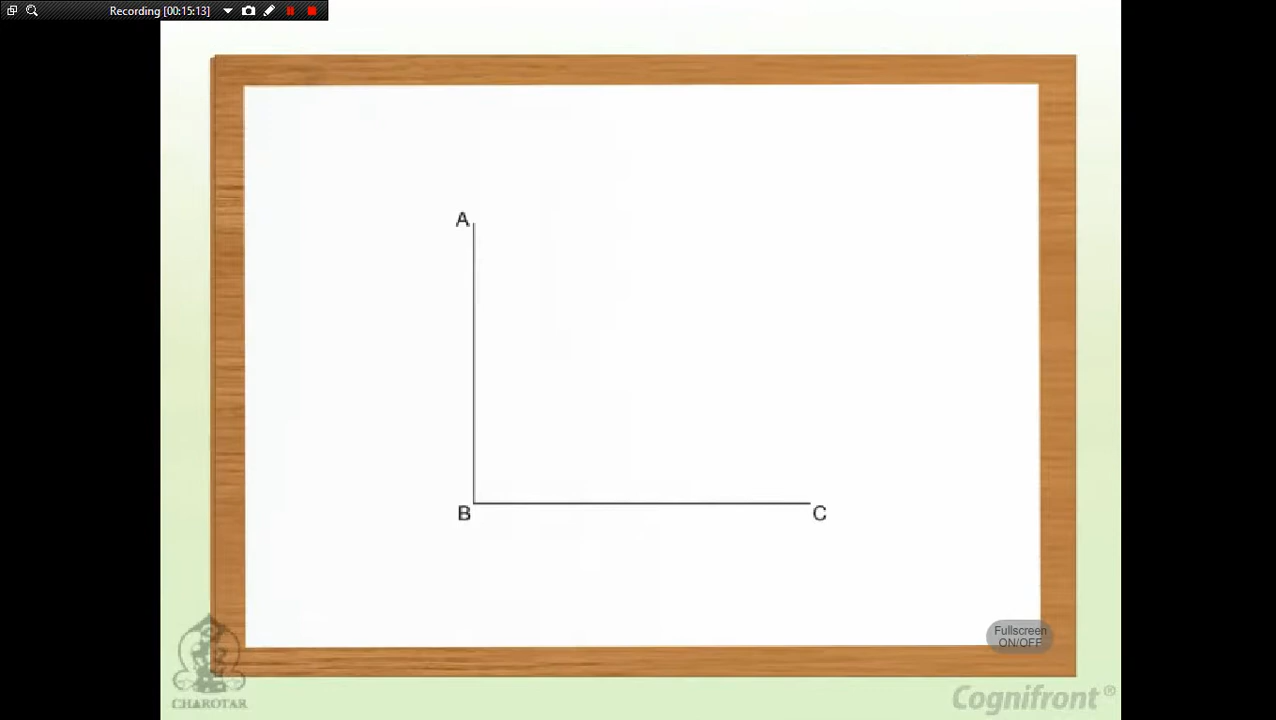 Recording [00:15:13]
A
B
C
Fullscreen
ON/OFF
CHAROTAR
Cognifront ®